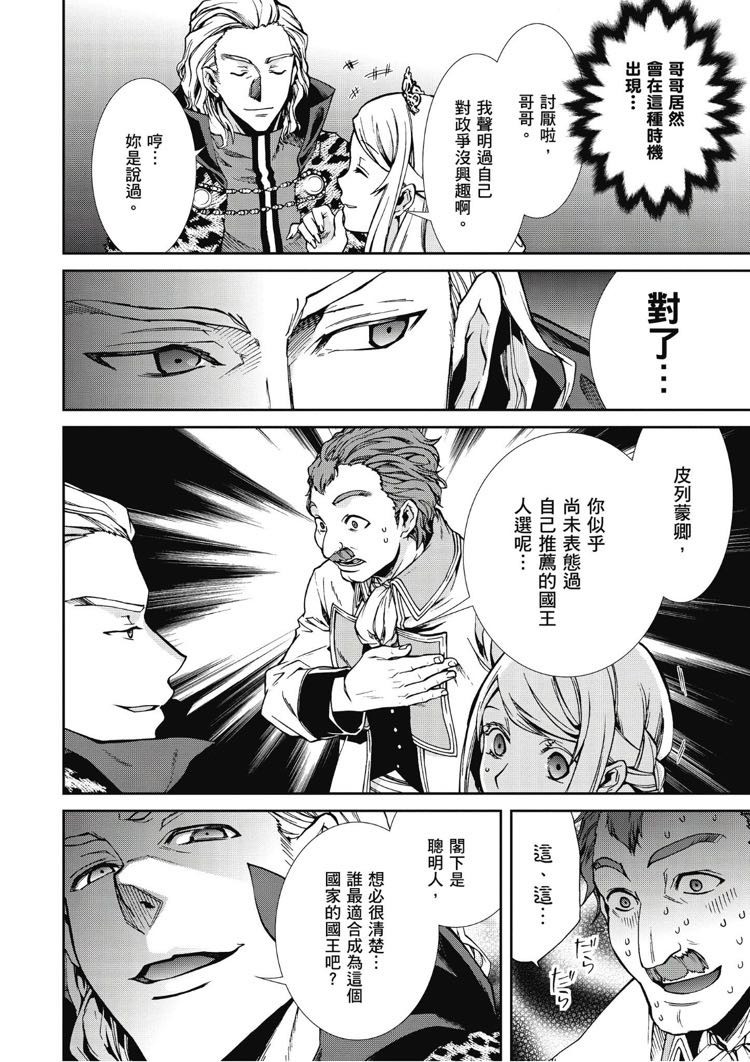 哥哥居然
會在這種時機
出現…
討厭啦，
哥哥。
我聲明過自己
對政爭沒興趣啊。
哼…
妳是說過。
對了…
皮列蒙卿，
你似乎
尚未表態過
自己推薦的國王
人選呢…
這、這…
だら
だら
閣下是
聰明人，
想必很清楚…
誰最適合成為這個
國家的國王吧？